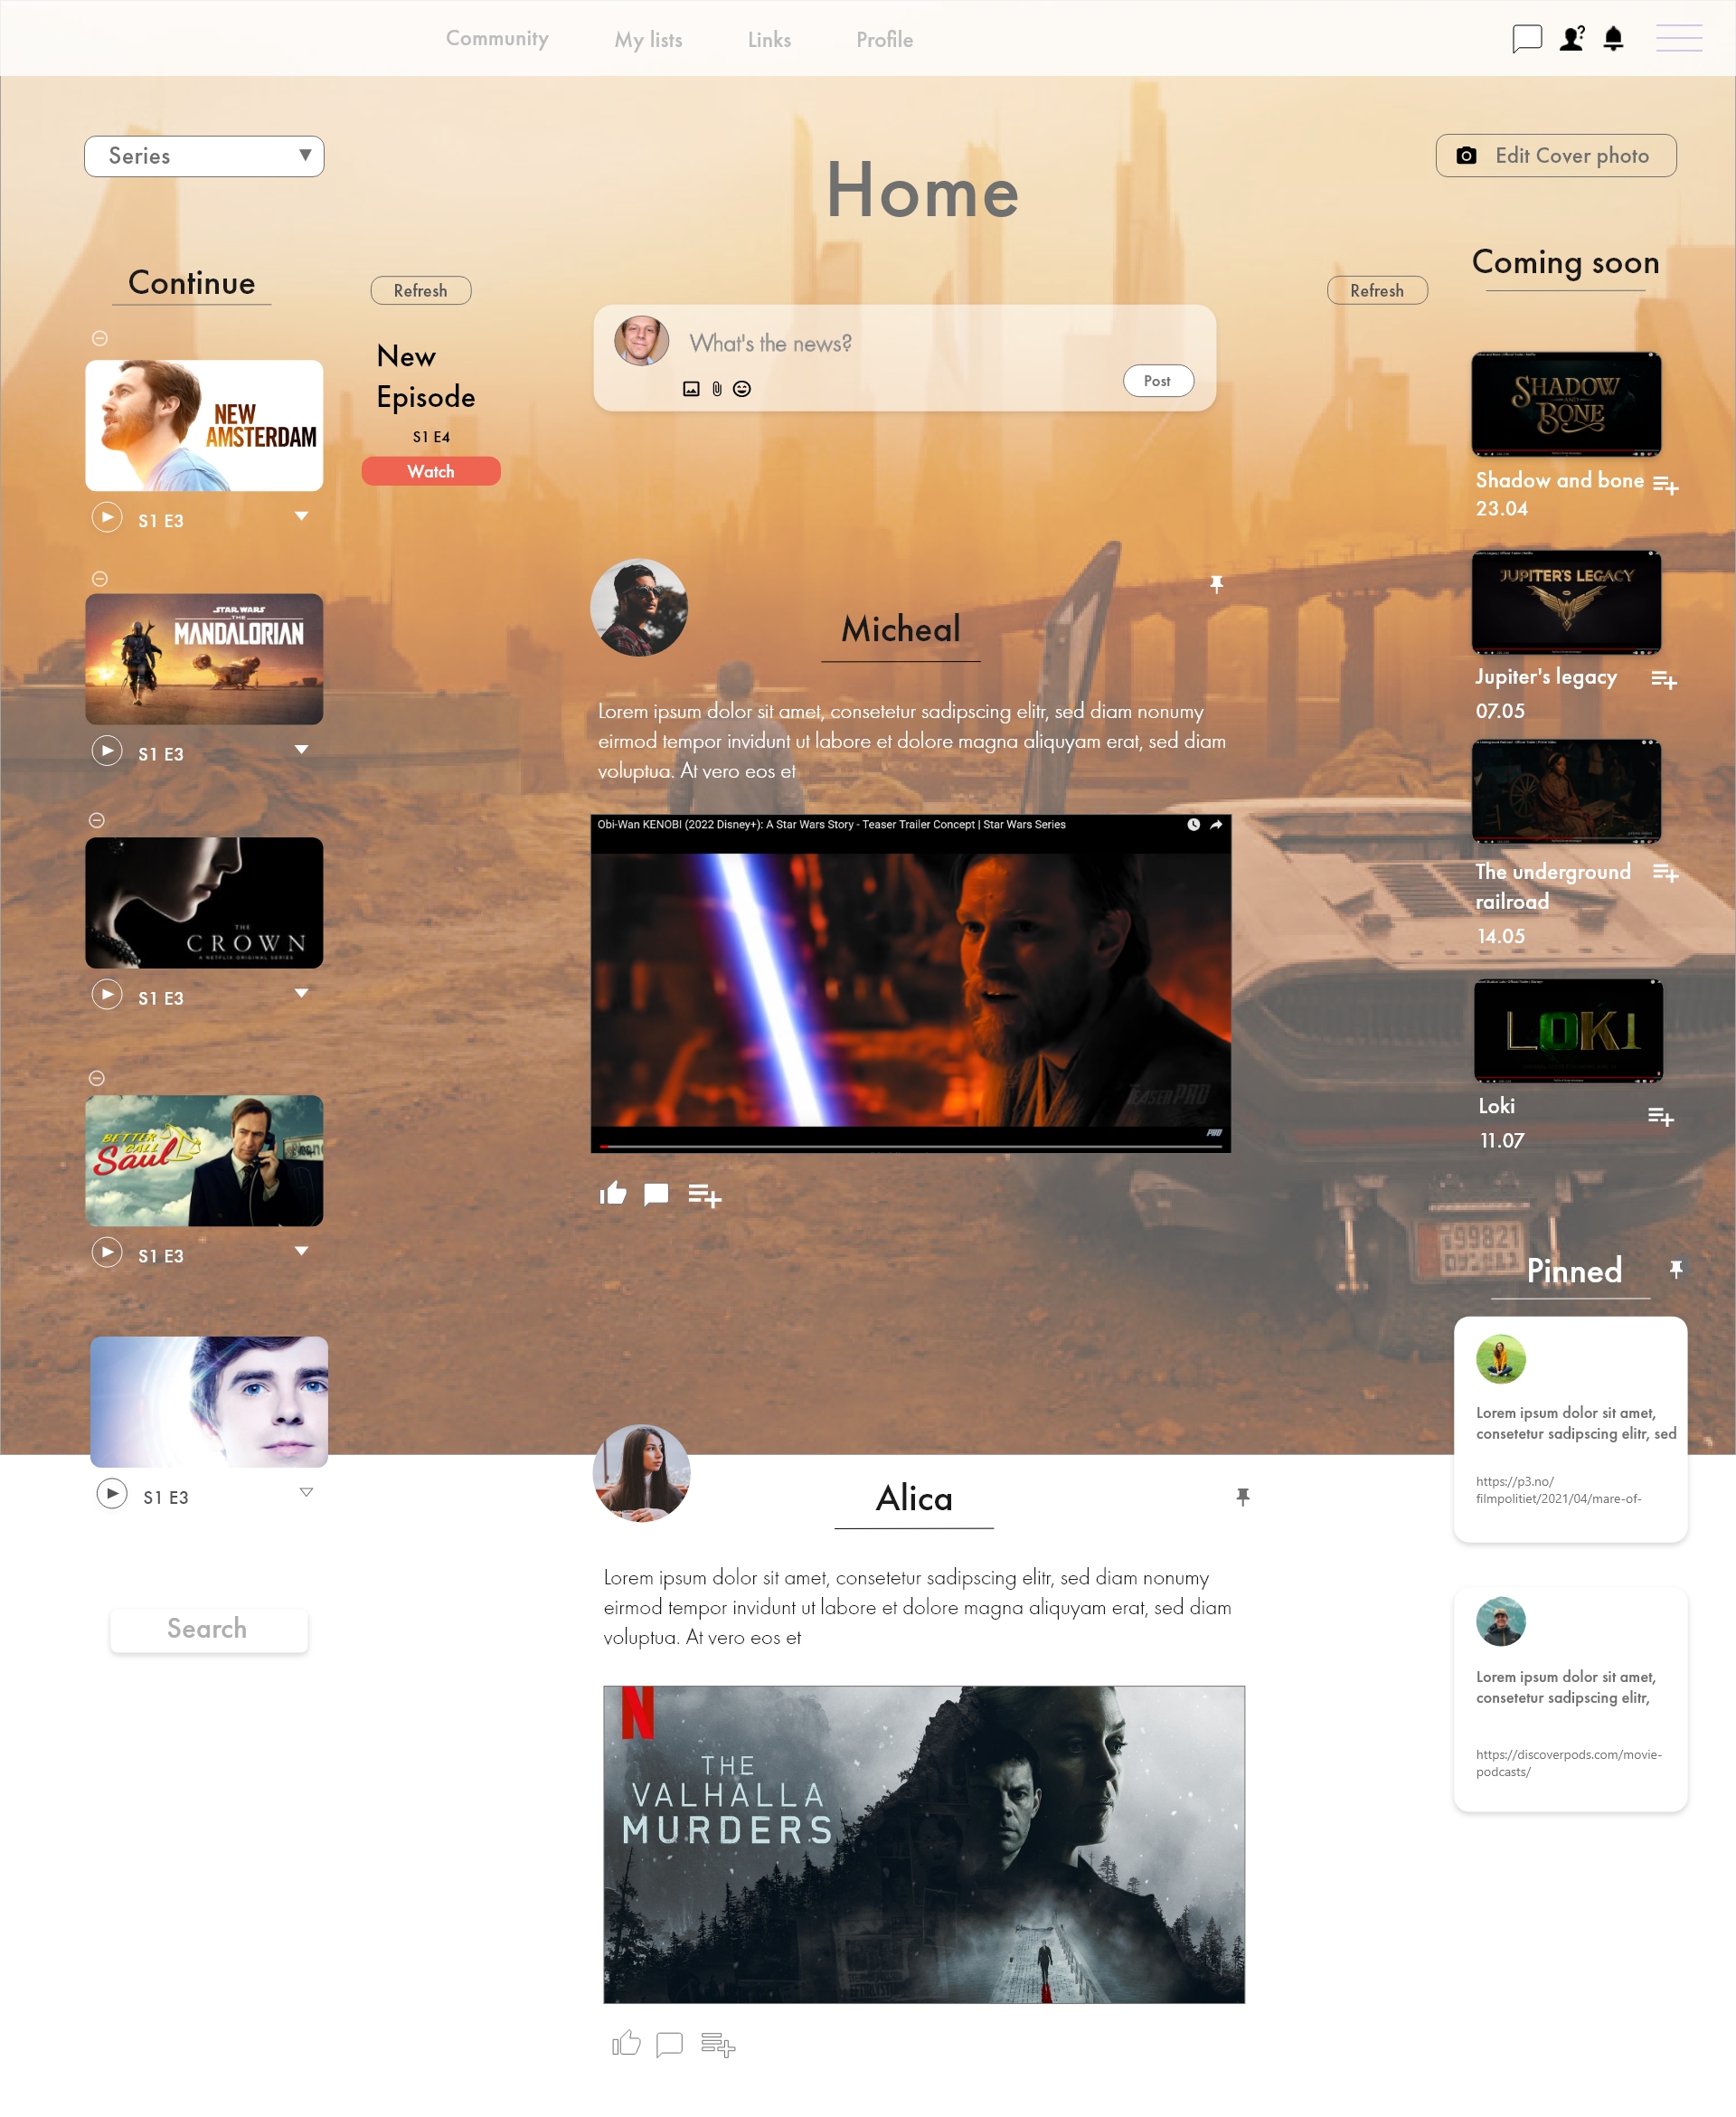 Community
My lists
Links
Profile
Series
Edit Cover photo
Home
Continue
Refresh
New
Episode
S1 E4
Watch
NEW
AMSTERDAM
S1 E3
STAR WARS
THE
MANDALORIAN
S1 E3
THE
CROWN
A NETFLIX ORIGINAL SERIES
S1 E3
BETTER
CALL
Saul
S1 E3
S1 E3
Search
What's the news?
Post
Micheal
Lorem ipsum dolor sit amet, consetetur sadipscing elitr, sed diam nonumy
eirmod tempor invidunt ut labore et dolore magna aliquyam erat, sed diam
voluptua. At vero eos et
Obi-Wan KENOBI (2022 Disney+): A Star Wars Story - Teaser Trailer Concept | Star Wars Series
TEASER PRO
PRO
Alica
Lorem ipsum dolor sit amet, consetetur sadipscing elitr, sed diam nonumy
eirmod tempor invidunt ut labore et dolore magna aliquyam erat, sed diam
voluptua. At vero eos et
N
THE
VALHALLA
MURDERS
Refresh
Coming soon
SHADOW
AND
BONE
Shadow and bone
23.04
JUPITER'S LEGACY
Jupiter's legacy
07.05
The underground
railroad
14.05
LOKI
Loki
11.07
99821
Pinned
Lorem ipsum dolor sit amet,
consetetur sadipscing elitr, sed
https://p3.no/
filmpolitiet/2021/04/mare-of-
Lorem ipsum dolor sit amet,
consetetur sadipscing elitr,
https://discoverpods.com/movie-
podcasts/